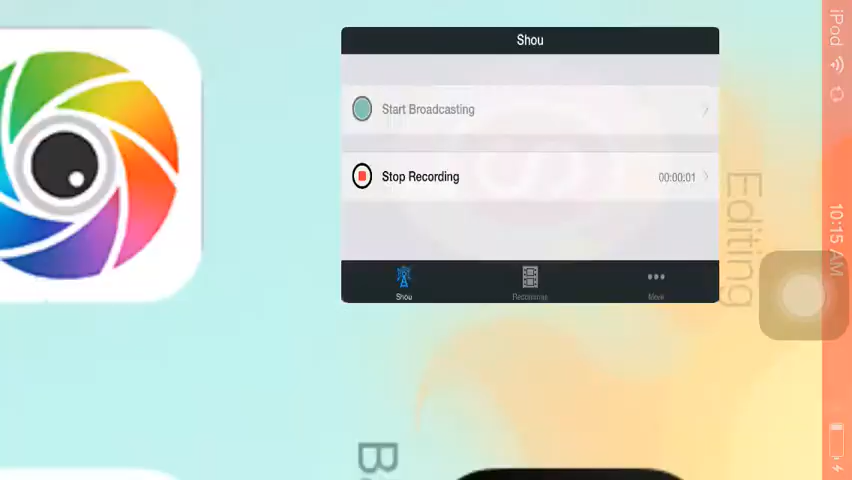 Shou
Start Broadcasting
Stop Recording
00:00:01
Shou
Recordings
More
Editing
iPod
10:15 AM